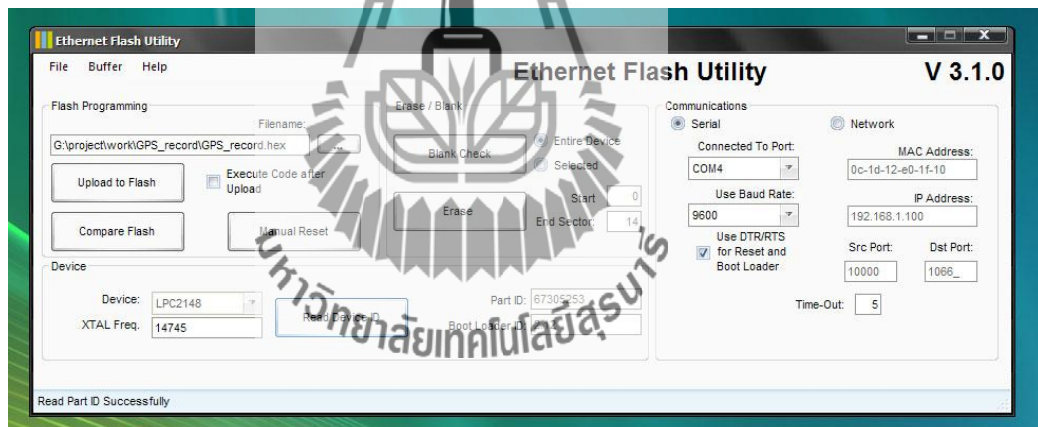 Ethernet Flash Utility
File Buffer Help
Ethernet Flash Utility V 3.1.0
Flash Programming
Filename:
G:\project\work\GPS_record\GPS_record.hex ...
Upload to Flash
Execute Code after
Upload
Compare Flash
Manual Reset
Erase / Blank
Blank Check
Entire Device
Selected
Erase
Start 0
End Sector: 14
Communications
Serial
Network
Connected To Port:
COM4
Use Baud Rate:
9600
Use DTR/RTS
for Reset and
Boot Loader
MAC Address:
0c-1d-12-e0-1f-10
IP Address:
192.168.1.100
Src Port: Dst Port:
10000 1066_
Time-Out: 5
Device
Device: LPC2148
XTAL Freq. 14745
Read Device ID
Part ID: 67305253
Boot Loader ID:
มหาวิทยาลัยเทคโนโลยีสุรนารี
Read Part ID Successfully